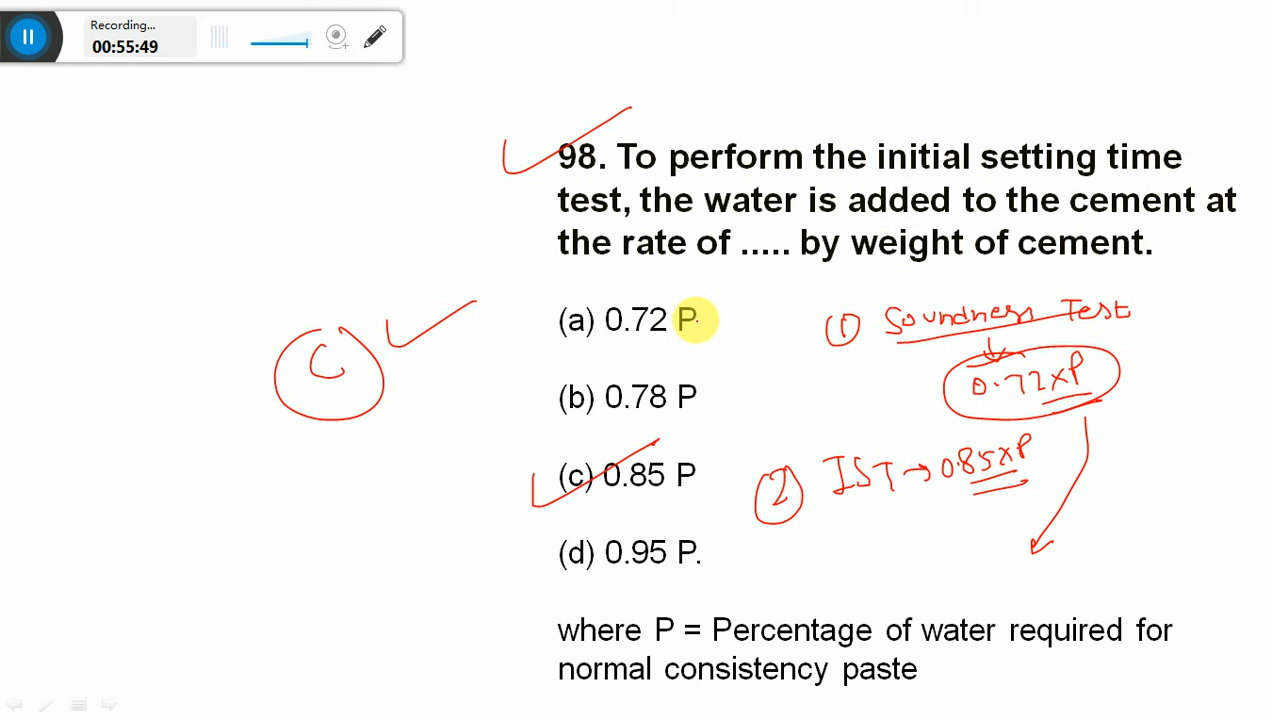 Recording...
00:55:49
98. To perform the initial setting time
test, the water is added to the cement at
the rate of ..... by weight of cement.
(a) 0.72 P
(b) 0.78 P
(c) 0.85 P
(d) 0.95 P.
where P = Percentage of water required for
normal consistency paste
C
① Soundness Test
0.72xP
② IST → 0.85xP